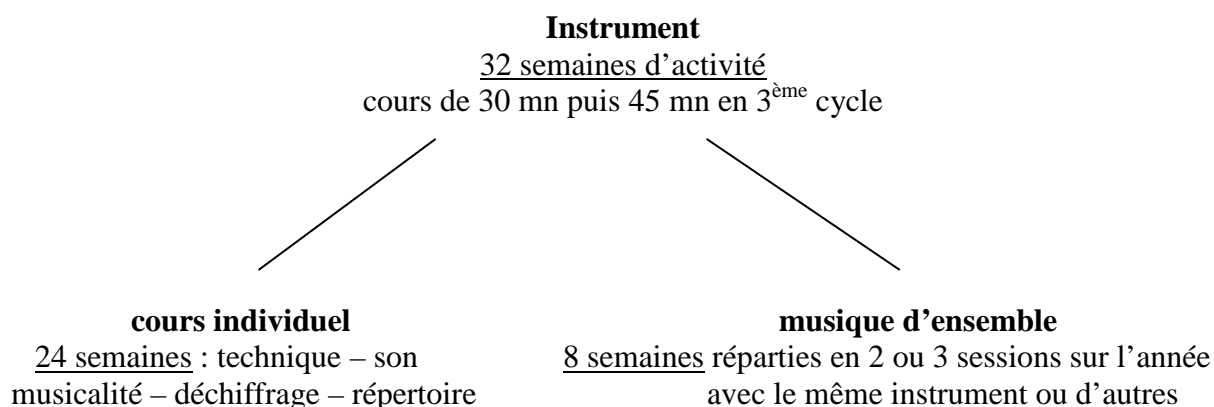 Instrument
32 semaines d’activité
cours de 30 mn puis 45 mn en 3ème cycle
cours individuel
24 semaines : technique – son
musicalité – déchiffrage – répertoire
musique d’ensemble
8 semaines réparties en 2 ou 3 sessions sur l’année
avec le même instrument ou d’autres